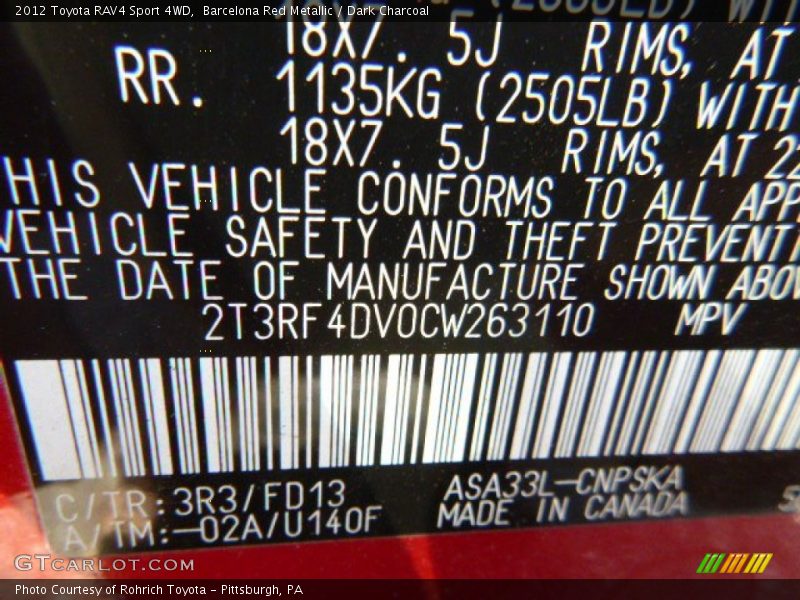 2012 Toyota RAV4 Sport 4WD, Barcelona Red Metallic / Dark Charcoal
18X7. 5J RIMS, AT
RR. 1135KG (2505LB) WITH
18X7. 5J RIMS, AT 22
HIS VEHICLE CONFORMS TO ALL APP
VEHICLE SAFETY AND THEFT PREVENTI
THE DATE OF MANUFACTURE SHOWN ABOV
2T3RF4DV0CW263110 MPV
C/TR:3R3/FD13 ASA33L-CNPSKA
A/TM:-02A/U140F MADE IN CANADA
GTCARLOT.COM
Photo Courtesy of Rohrich Toyota - Pittsburgh, PA